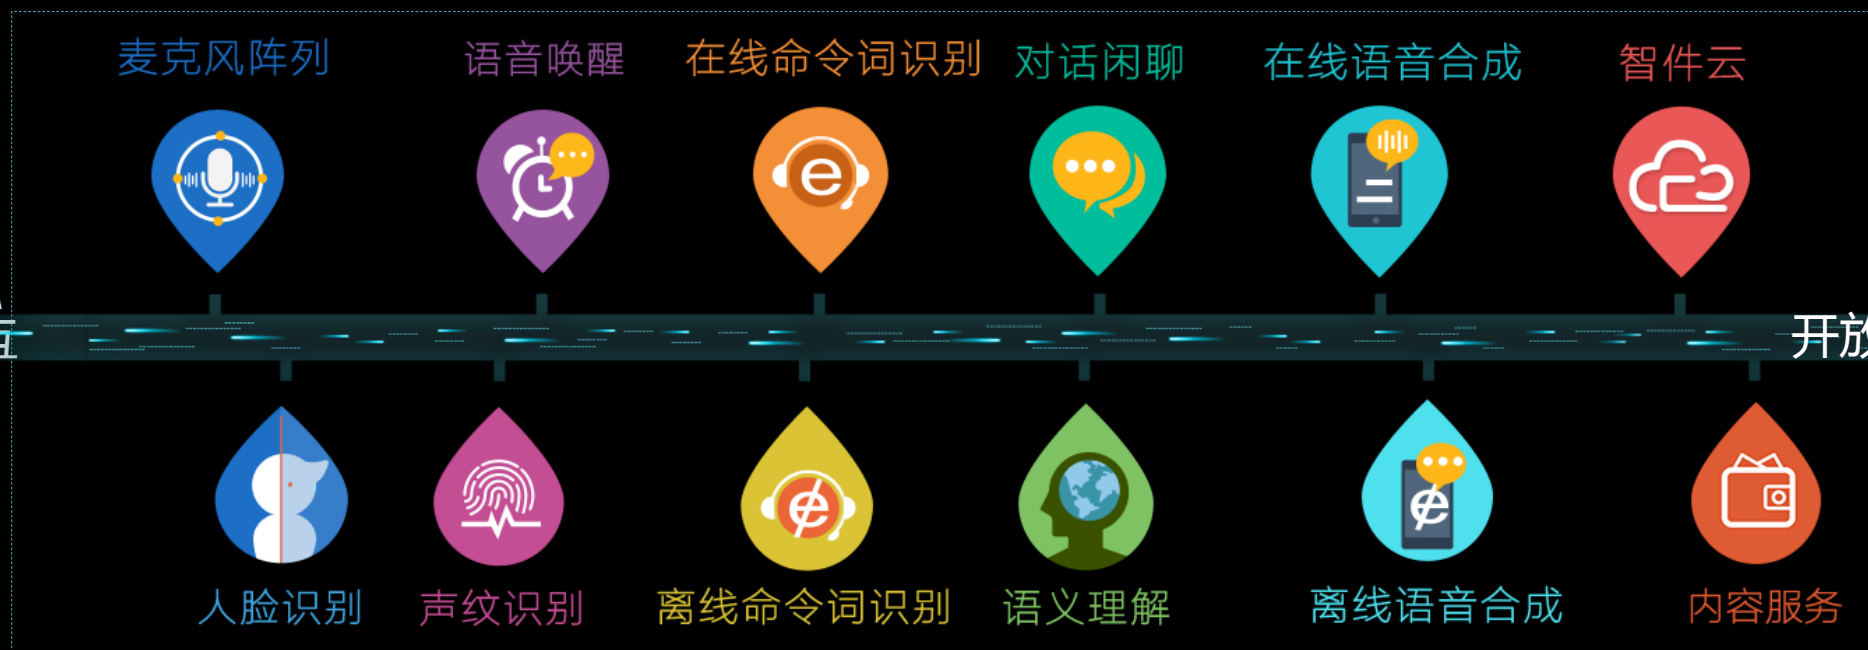 麦克风阵列
语音唤醒
在线命令词识别
对话闲聊
在线语音合成
智件云
开放
人脸识别
声纹识别
离线命令词识别
语义理解
离线语音合成
内容服务